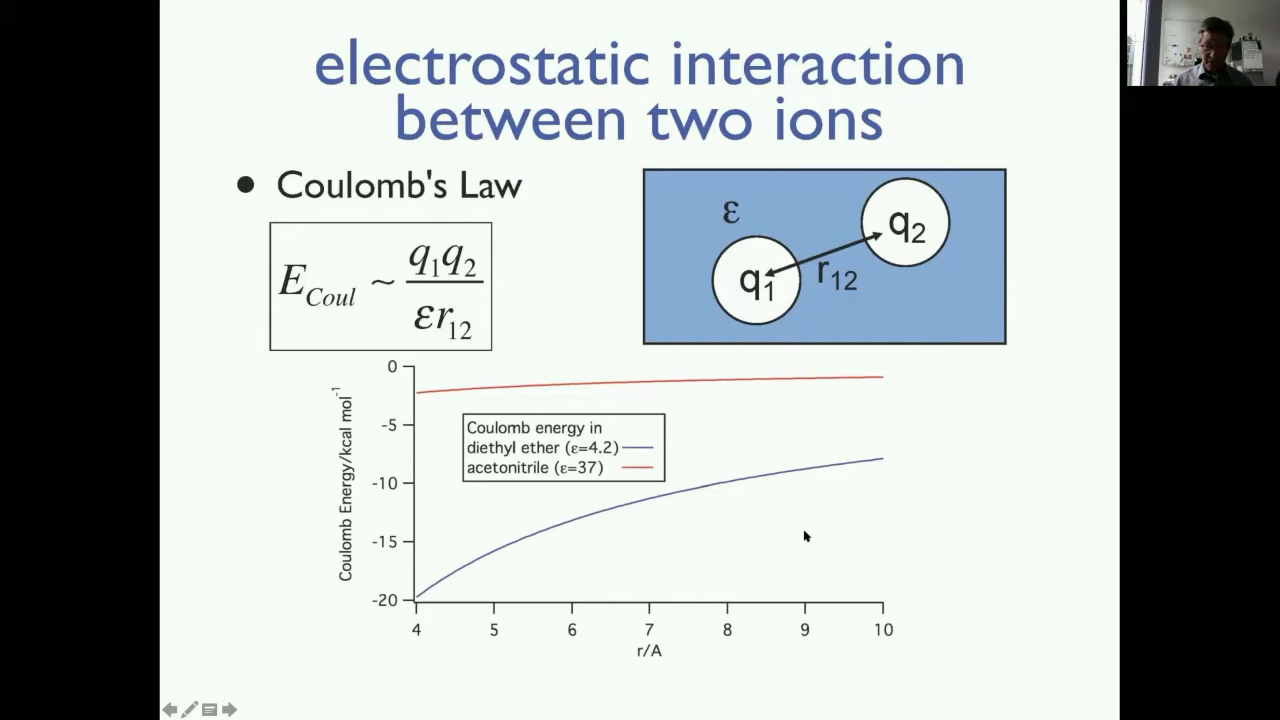 electrostatic interaction
between two ions
• Coulomb's Law
E_Coul ~ q₁q₂ / εr₁₂
ε
q₁
q₂
r₁₂
Coulomb Energy/kcal mol⁻¹
0
-5
-10
-15
-20
Coulomb energy in
diethyl ether (ε=4.2)
acetonitrile (ε=37)
4 5 6 7 8 9 10
r/A